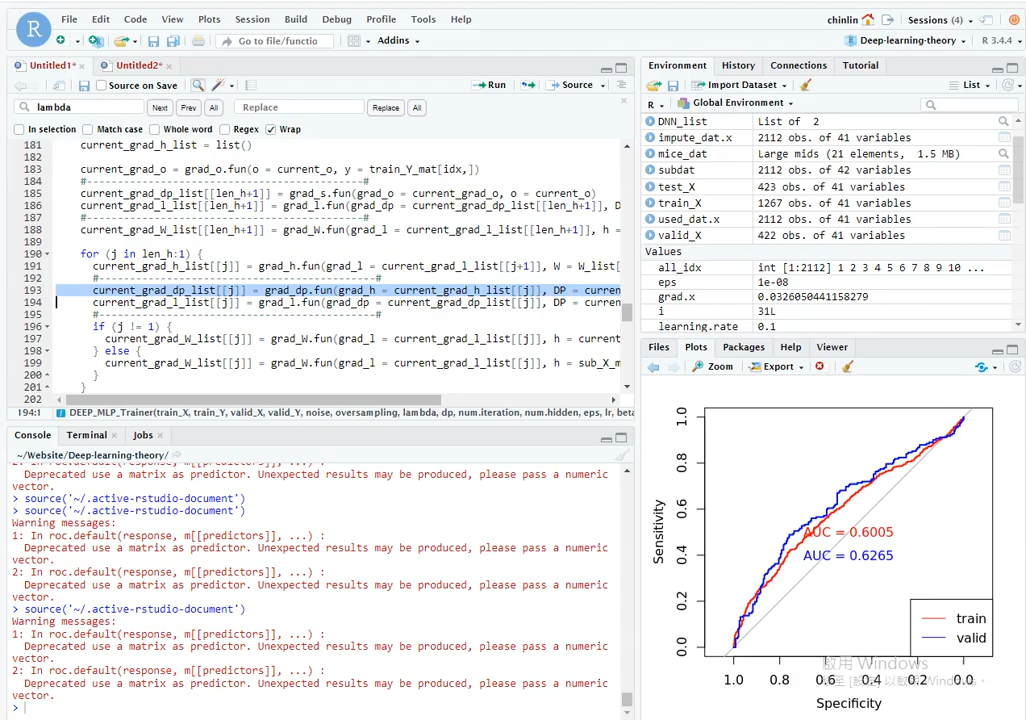 File Edit Code View Plots Session Build Debug Profile Tools Help
chinlin Sessions (4)
Go to file/functio Addins
Deep-learning-theory R 3.4.4
Untitled1* Untitled2*
Source on Save Run Source
lambda Next Prev All Replace Replace All
In selection Match case Whole word Regex Wrap
181 current_grad_h_list = list()
182
183 current_grad_o = grad_o.fun(o = current_o, y = train_Y_mat[idx,])
184 #-------------------------------------------#
185 current_grad_dp_list[[len_h+1]] = grad_s.fun(grad_o = current_grad_o, o = current_o)
186 current_grad_l_list[[len_h+1]] = grad_l.fun(grad_dp = current_grad_dp_list[[len_h+1]], D
187 #-------------------------------------------#
188 current_grad_W_list[[len_h+1]] = grad_W.fun(grad_l = current_grad_l_list[[len_h+1]], h =
189
190 for (j in len_h:1) {
191 current_grad_h_list[[j]] = grad_h.fun(grad_l = current_grad_l_list[[j+1]], W = W_list[
192 #-------------------------------------------#
193 current_grad_dp_list[[j]] = grad_dp.fun(grad_h = current_grad_h_list[[j]], DP = curren
194 current_grad_l_list[[j]] = grad_l.fun(grad_dp = current_grad_dp_list[[j]], DP = curren
195 #-------------------------------------------#
196 if (j != 1) {
197 current_grad_W_list[[j]] = grad_W.fun(grad_l = current_grad_l_list[[j]], h = current
198 } else {
199 current_grad_W_list[[j]] = grad_W.fun(grad_l = current_grad_l_list[[j]], h = sub_X_m
200 }
201 }
202
194:1 DEEP_MLP_Trainer(train_X, train_Y, valid_X, valid_Y, noise, oversampling, lambda, dp, num.iteration, num.hidden, eps, lr, beta
Console Terminal Jobs
~/Website/Deep-learning-theory/
2: In roc.default(response, m[[predictors]], ...) :
Deprecated use a matrix as predictor. Unexpected results may be produced, please pass a numeric
vector.
> source('~/.active-rstudio-document')
> source('~/.active-rstudio-document')
Warning messages:
1: In roc.default(response, m[[predictors]], ...) :
Deprecated use a matrix as predictor. Unexpected results may be produced, please pass a numeric
vector.
2: In roc.default(response, m[[predictors]], ...) :
Deprecated use a matrix as predictor. Unexpected results may be produced, please pass a numeric
vector.
> source('~/.active-rstudio-document')
Warning messages:
1: In roc.default(response, m[[predictors]], ...) :
Deprecated use a matrix as predictor. Unexpected results may be produced, please pass a numeric
vector.
2: In roc.default(response, m[[predictors]], ...) :
Deprecated use a matrix as predictor. Unexpected results may be produced, please pass a numeric
vector.
>
Environment History Connections Tutorial
Import Dataset List
R Global Environment
DNN_list List of 2
impute_dat.x 2112 obs. of 41 variables
mice_dat Large mids (21 elements, 1.5 MB)
subdat 2112 obs. of 42 variables
test_X 423 obs. of 41 variables
train_X 1267 obs. of 41 variables
used_dat.x 2112 obs. of 41 variables
valid_X 422 obs. of 41 variables
Values
all_idx int [1:2112] 1 2 3 4 5 6 7 8 9 10 ...
eps 1e-08
grad.x 0.0326050441158279
i 31L
learning.rate 0.1
Files Plots Packages Help Viewer
Zoom Export
Sensitivity
1.0
0.8
0.6
0.4
0.2
0.0
AUC = 0.6005
AUC = 0.6265
train
valid
啟用 Windows
1.0 0.8 0.6 0.4 0.2 0.0
Specificity